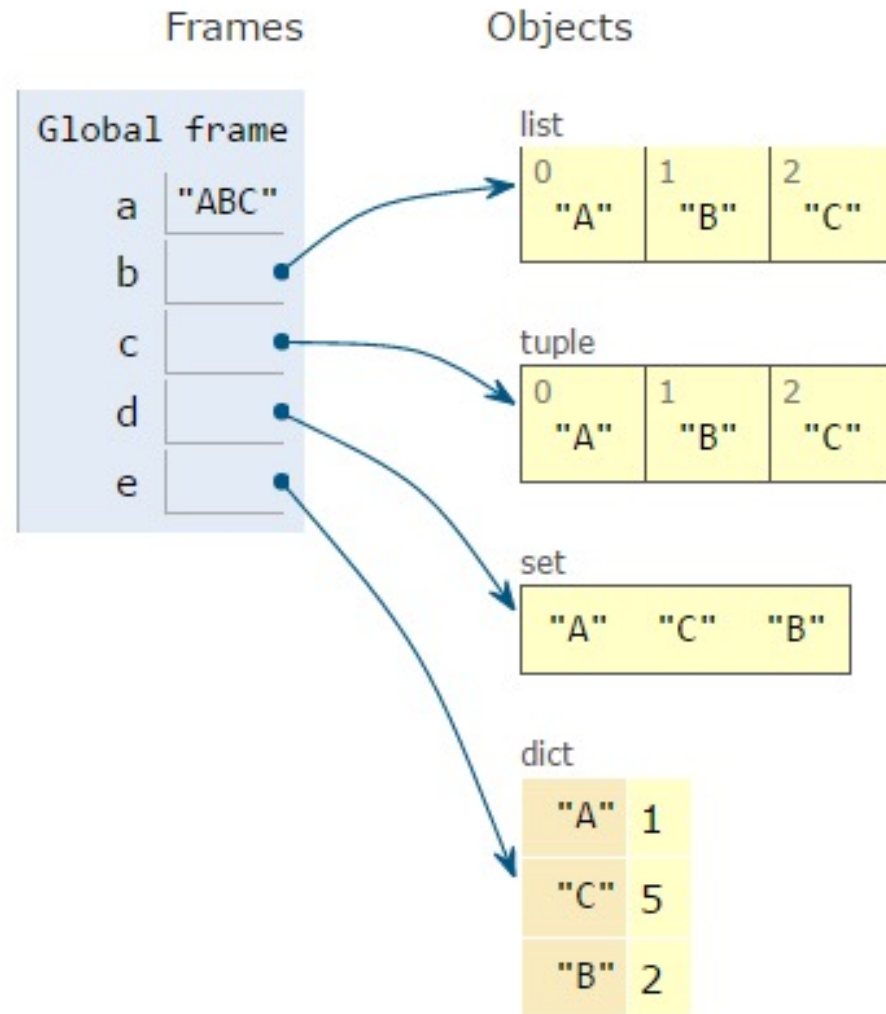 Frames Objects
Global frame
a "ABC"
b
c
d
e
list
0 1 2
"A" "B" "C"
tuple
0 1 2
"A" "B" "C"
set
"A" "C" "B"
dict
"A" 1
"C" 5
"B" 2